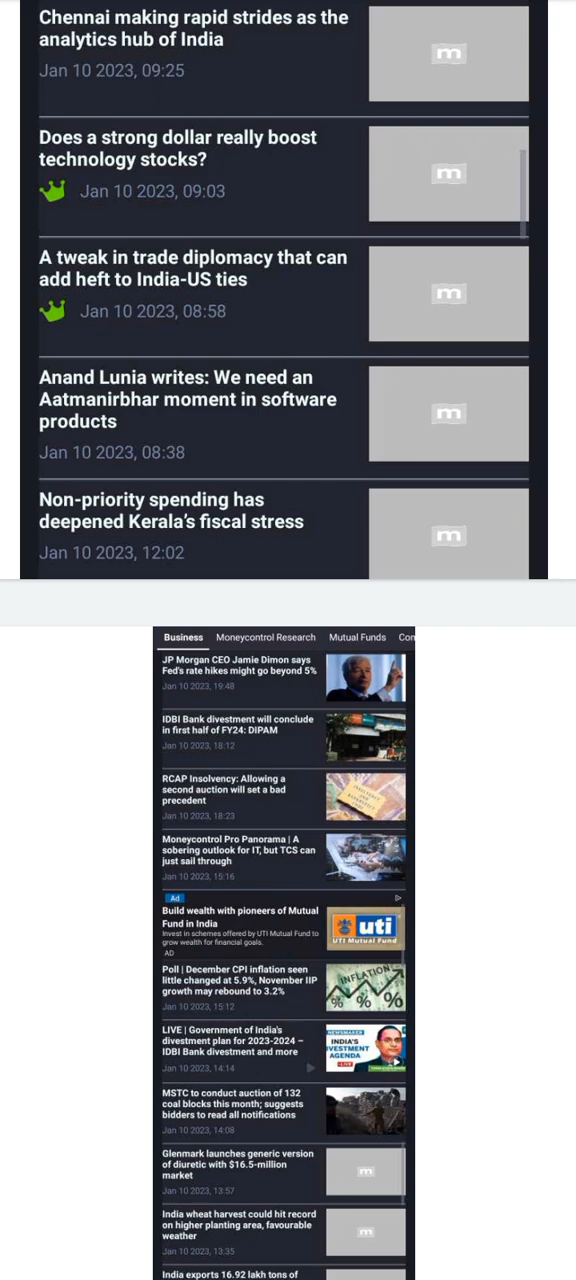 Chennai making rapid strides as the
analytics hub of India
Jan 10 2023, 09:25
m
Does a strong dollar really boost
technology stocks?
Jan 10 2023, 09:03
m
A tweak in trade diplomacy that can
add heft to India-US ties
Jan 10 2023, 08:58
m
Anand Lunia writes: We need an
Aatmanirbhar moment in software
products
Jan 10 2023, 08:38
m
Non-priority spending has
deepened Kerala's fiscal stress
Jan 10 2023, 12:02
m
Business Moneycontrol Research Mutual Funds Con
JP Morgan CEO Jamie Dimon says
Fed's rate hikes might go beyond 5%
Jan 10 2023, 19:48
IDBI Bank divestment will conclude
in first half of FY24: DIPAM
Jan 10 2023, 18:12
RCAP Insolvency: Allowing a
second auction will set a bad
precedent
Jan 10 2023, 18:23
Moneycontrol Pro Panorama | A
sobering outlook for IT, but TCS can
just sail through
Jan 10 2023, 15:16
Ad
Build wealth with pioneers of Mutual
Fund in India
Invest in schemes offered by UTI Mutual Fund to
grow wealth for financial goals.
AD
uti
UTI Mutual Fund
Poll | December CPI inflation seen
little changed at 5.9%, November IIP
growth may rebound to 3.2%
Jan 10 2023, 15:12
INFLATION
% % %
LIVE | Government of India's
divestment plan for 2023-2024 –
IDBI Bank divestment and more
Jan 10 2023, 14:14
NEWSMAKER
INDIA'S
IVESTMENT
AGENDA
LIVE
MSTC to conduct auction of 132
coal blocks this month; suggests
bidders to read all notifications
Jan 10 2023, 14:08
Glenmark launches generic version
of diuretic with $16.5-million
market
Jan 10 2023, 13:57
m
India wheat harvest could hit record
on higher planting area, favourable
weather
Jan 10 2023, 13:35
m
India exports 16.92 lakh tons of